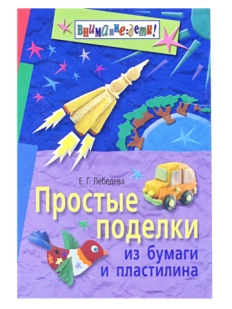 Внимание: дети!
Е. Г. Лебедева
Простые
поделки
из бумаги
и пластилина